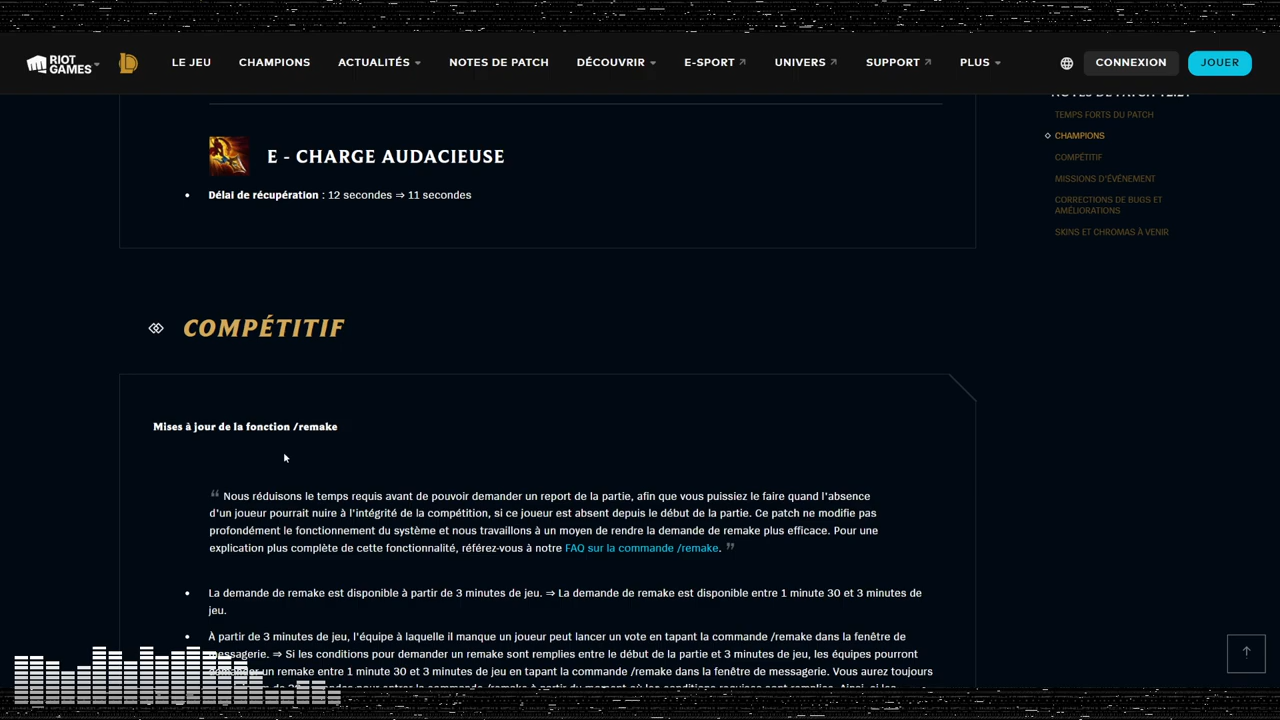 RIOT GAMES
LE JEU
CHAMPIONS
ACTUALITÉS
NOTES DE PATCH
DÉCOUVRIR
E-SPORT
UNIVERS
SUPPORT
PLUS
CONNEXION
JOUER
TEMPS FORTS DU PATCH
CHAMPIONS
COMPÉTITIF
MISSIONS D'ÉVÉNEMENT
CORRECTIONS DE BUGS ET
AMÉLIORATIONS
SKINS ET CHROMAS À VENIR
E - CHARGE AUDACIEUSE
• Délai de récupération : 12 secondes ⇒ 11 secondes
COMPÉTITIF
Mises à jour de la fonction /remake
“ Nous réduisons le temps requis avant de pouvoir demander un report de la partie, afin que vous puissiez le faire quand l'absence
d'un joueur pourrait nuire à l'intégrité de la compétition, si ce joueur est absent depuis le début de la partie. Ce patch ne modifie pas
profondément le fonctionnement du système et nous travaillons à un moyen de rendre la demande de remake plus efficace. Pour une
explication plus complète de cette fonctionnalité, référez-vous à notre FAQ sur la commande /remake. ”
• La demande de remake est disponible à partir de 3 minutes de jeu. ⇒ La demande de remake est disponible entre 1 minute 30 et 3 minutes de
jeu.
• À partir de 3 minutes de jeu, l'équipe à laquelle il manque un joueur peut lancer un vote en tapant la commande /remake dans la fenêtre de
messagerie. ⇒ Si les conditions pour demander un remake sont remplies entre le début de la partie et 3 minutes de jeu, les équipes pourront
un remake entre 1 minute 30 et 3 minutes de jeu en tapant la commande /remake dans la fenêtre de messagerie. Vous aurez toujours